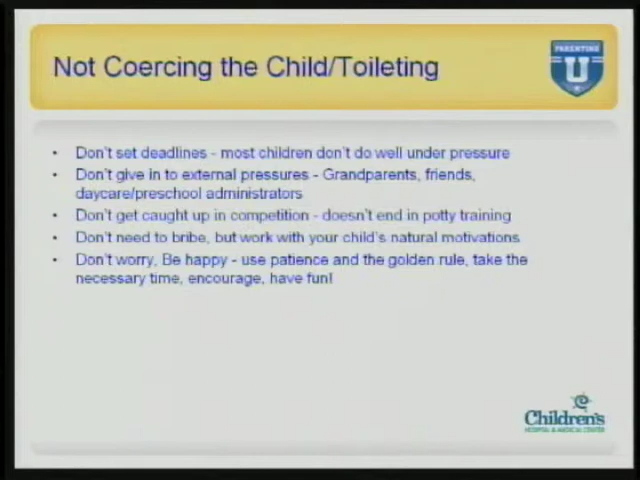 Not Coercing the Child/Toileting
PARENTING
U
• Don't set deadlines - most children don't do well under pressure
• Don't give in to external pressures - Grandparents, friends,
daycare/preschool administrators
• Don't get caught up in competition - doesn't end in potty training
• Don't need to bribe, but work with your child's natural motivations
• Don't worry, Be happy - use patience and the golden rule, take the
necessary time, encourage, have fun!
Children's
HOSPITAL & MEDICAL CENTER